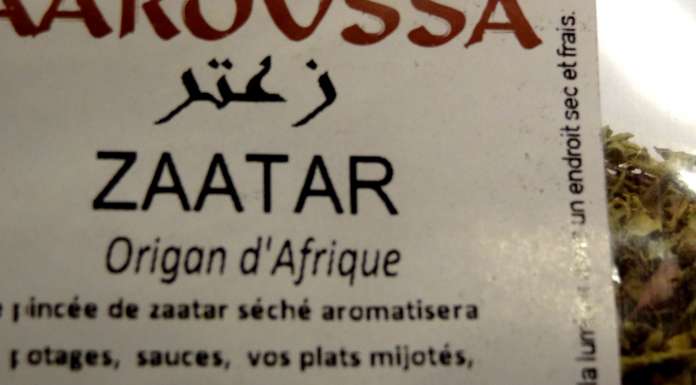 AAROUSSA
زعتر
ZAATAR
Origan d'Afrique
pincée de zaatar séché aromatisera
potages, sauces, vos plats mijotés,
un endroit sec et frais.